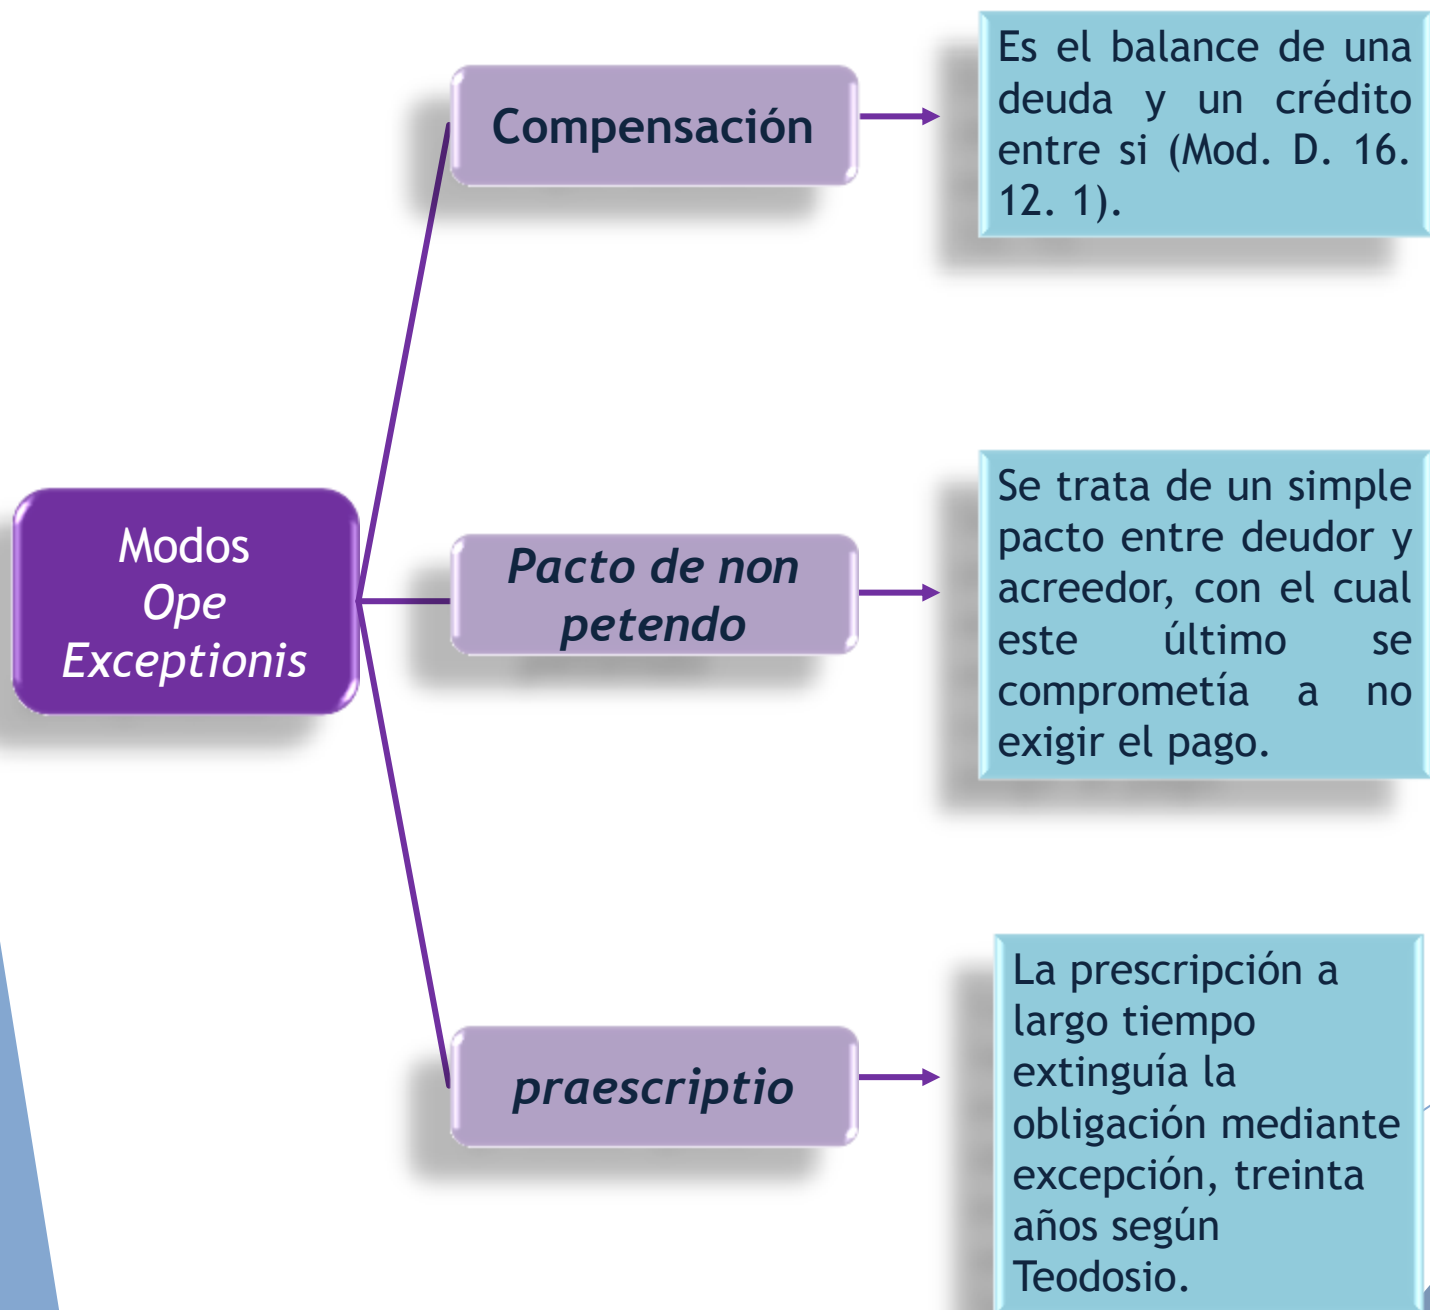 Modos
Ope
Exceptionis
Compensación
Es el balance de una
deuda y un crédito
entre si (Mod. D. 16.
12. 1).
Pacto de non
petendo
Se trata de un simple
pacto entre deudor y
acreedor, con el cual
este último se
comprometía a no
exigir el pago.
praescriptio
La prescripción a
largo tiempo
extinguía la
obligación mediante
excepción, treinta
años según
Teodosio.